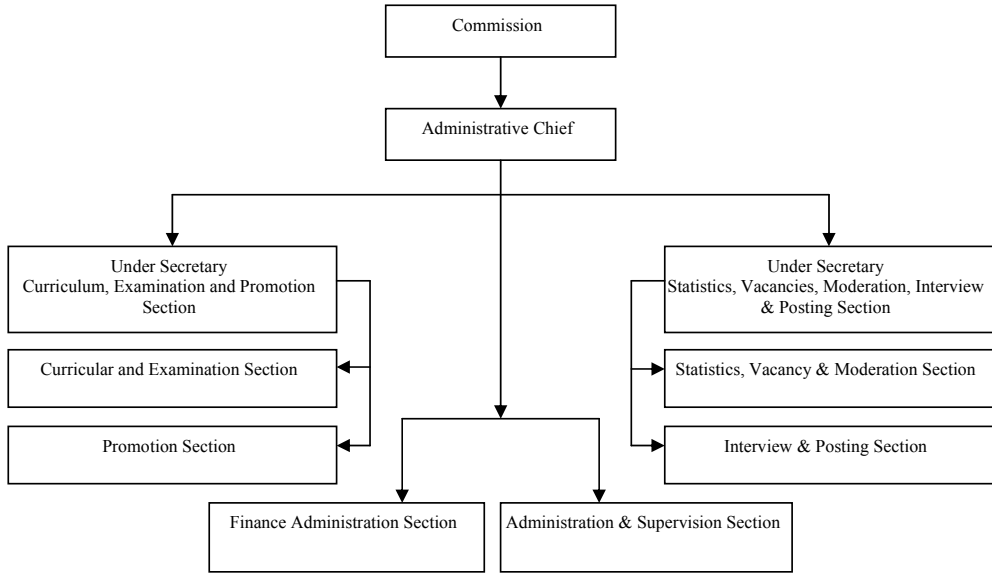 Commission
Administrative Chief
Under Secretary
Curriculum, Examination and Promotion
Section
Under Secretary
Statistics, Vacancies, Moderation, Interview
& Posting Section
Curricular and Examination Section
Statistics, Vacancy & Moderation Section
Promotion Section
Interview & Posting Section
Finance Administration Section
Administration & Supervision Section